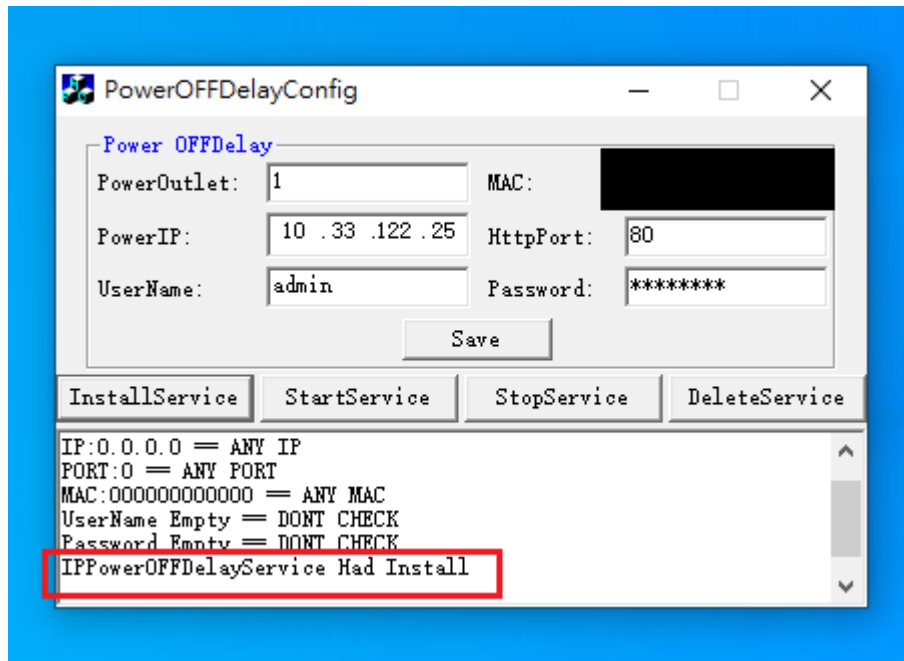 PowerOFFDelayConfig
Power OFFDelay
PowerOutlet: 1 MAC:
PowerIP: 10 .33 .122 .25 HttpPort: 80
UserName: admin Password: ********
Save
InstallService StartService StopService DeleteService
IP:0.0.0.0 == ANY IP
PORT:0 == ANY PORT
MAC:000000000000 == ANY MAC
UserName Empty == DONT CHECK
Password Empty == DONT CHECK
IPPowerOFFDelayService Had Install